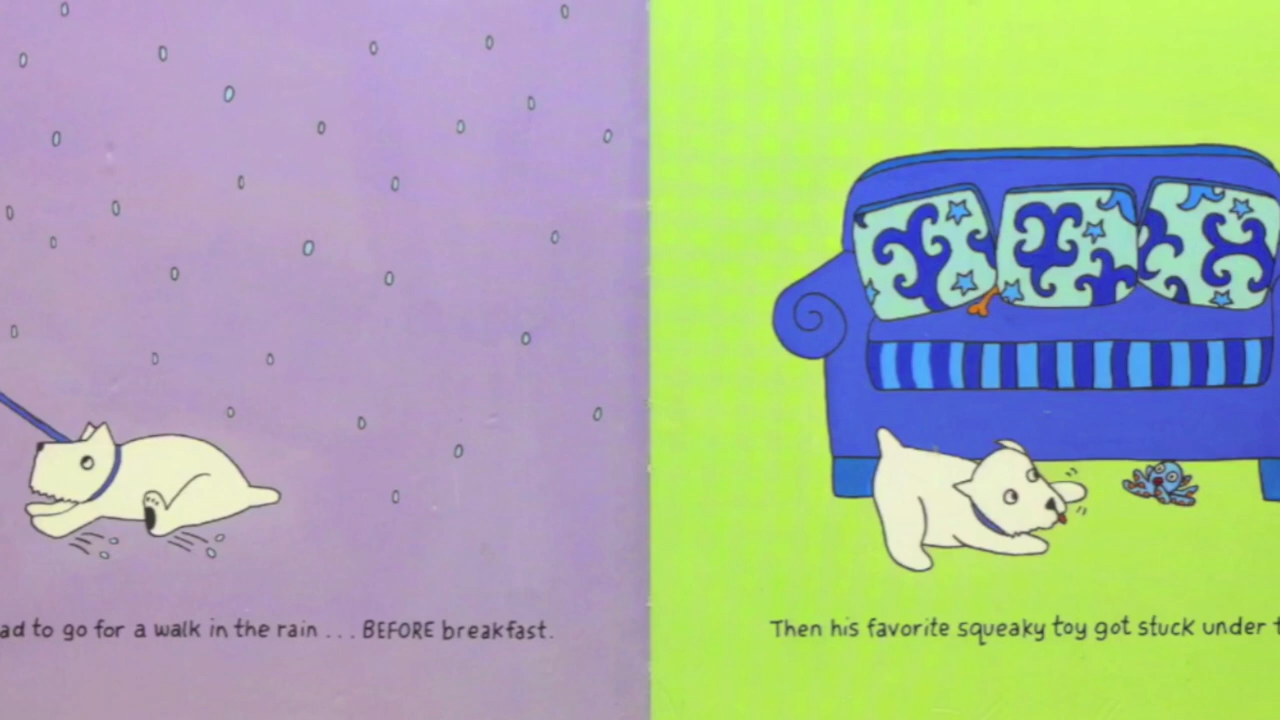 ad to go for a walk in the rain ... BEFORE breakfast.
Then his favorite squeaky toy got stuck under t